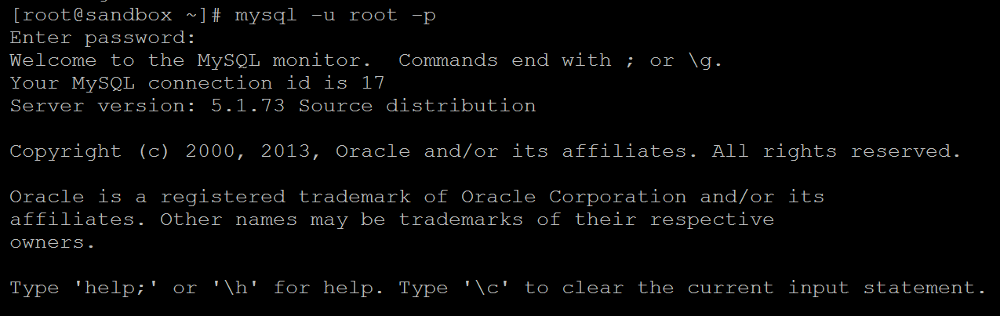 [root@sandbox ~]# mysql -u root -p
Enter password:
Welcome to the MySQL monitor.  Commands end with ; or \g.
Your MySQL connection id is 17
Server version: 5.1.73 Source distribution

Copyright (c) 2000, 2013, Oracle and/or its affiliates. All rights reserved.

Oracle is a registered trademark of Oracle Corporation and/or its
affiliates. Other names may be trademarks of their respective
owners.

Type 'help;' or '\h' for help. Type '\c' to clear the current input statement.